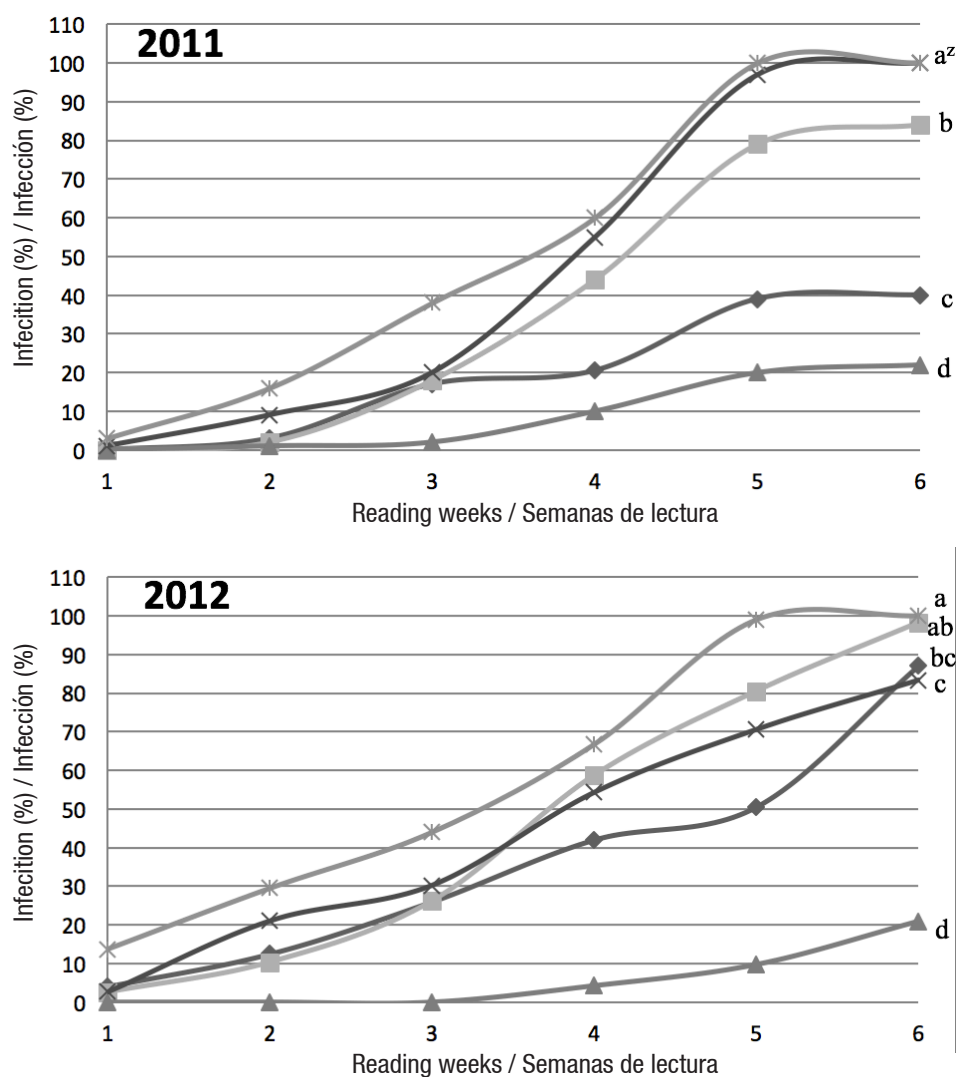 2011
110
100
90
80
70
60
50
40
30
20
10
0
Infecition (%) / Infección (%)
aᶻ
b
c
d
1 2 3 4 5 6
Reading weeks / Semanas de lectura
2012
110
100
90
80
70
60
50
40
30
20
10
0
Infecition (%) / Infección (%)
a
ab
bc
c
d
1 2 3 4 5 6
Reading weeks / Semanas de lectura